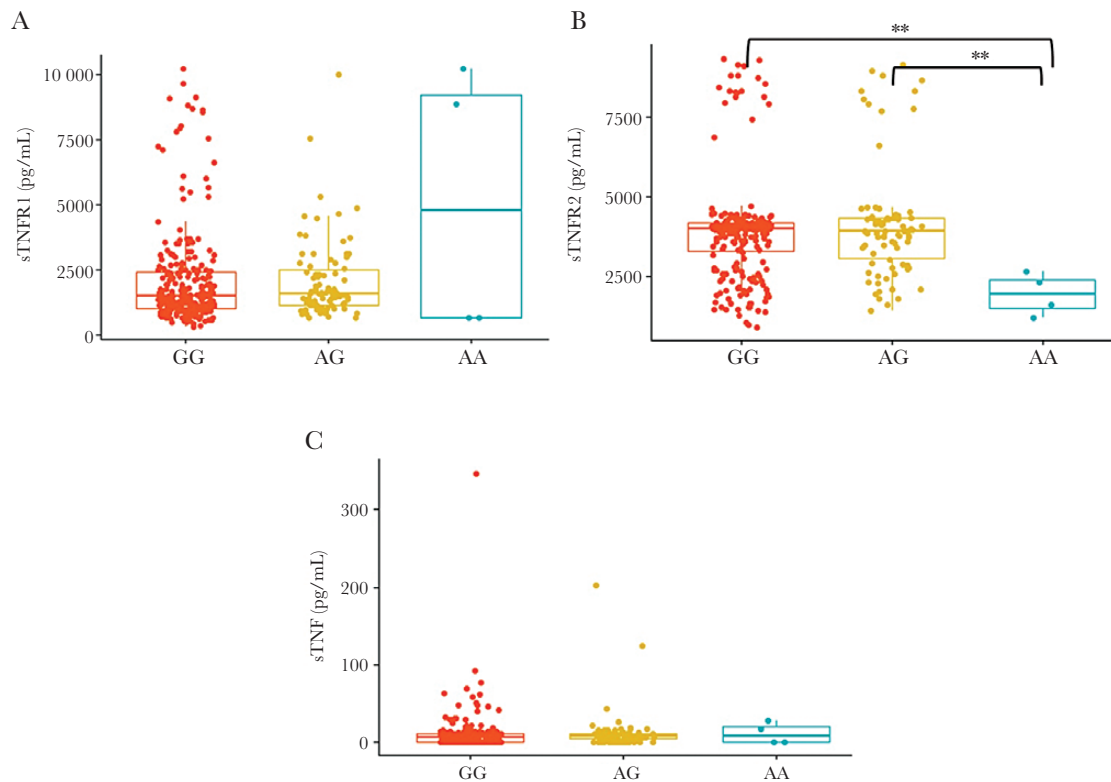 A
sTNFR1 (pg/mL)
10 000
7500
5000
2500
0
GG AG AA
B
**
**
sTNFR2 (pg/mL)
7500
5000
2500
GG AG AA
C
sTNF (pg/mL)
300
200
100
0
GG AG AA